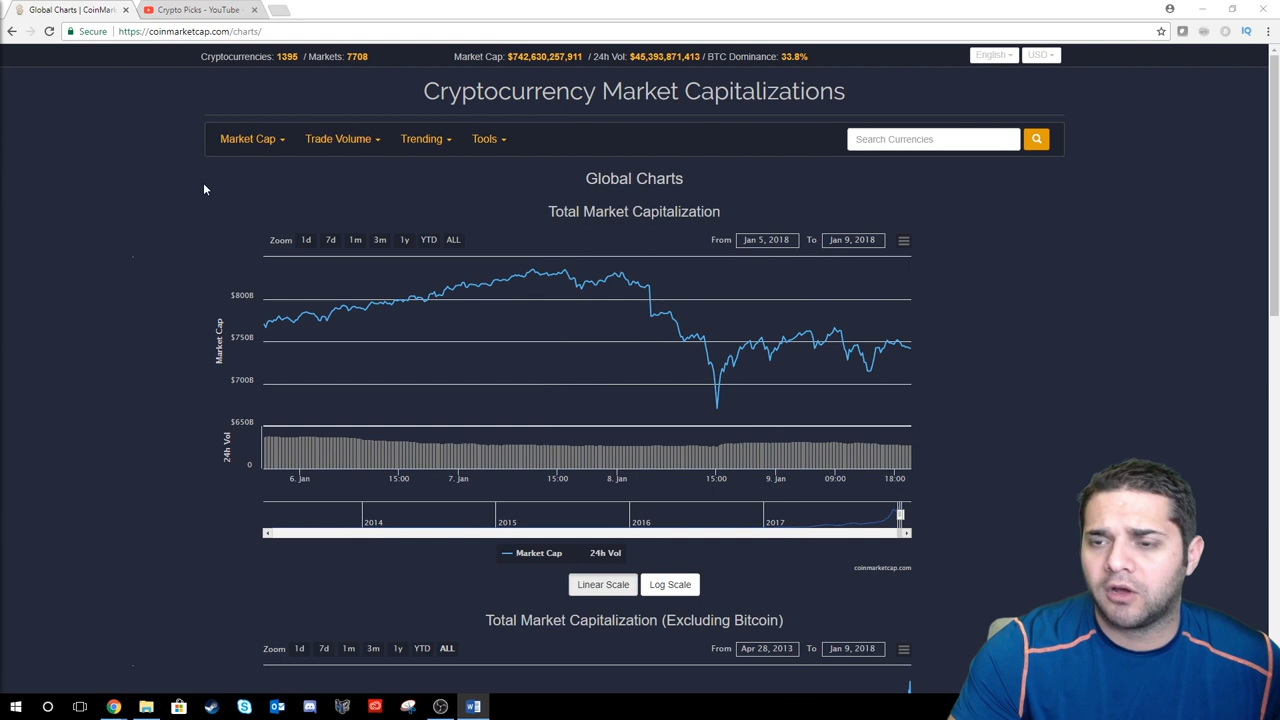 Global Charts | CoinMar
Crypto Picks - YouTube
Secure
https://coinmarketcap.com/charts/
Cryptocurrencies: 1395 / Markets: 7708
Market Cap: $742,630,257,911 / 24h Vol: $45,393,871,413 / BTC Dominance: 33.8%
English
USD
Cryptocurrency Market Capitalizations
Market Cap
Trade Volume
Trending
Tools
Search Currencies
Global Charts
Total Market Capitalization
Zoom 1d 7d 1m 3m 1y YTD ALL
From Jan 5, 2018 To Jan 9, 2018
$800B
$750B
$700B
$650B
0
Market Cap
24h Vol
6. Jan 15:00 7. Jan 15:00 8. Jan 15:00 9. Jan 09:00 18:00
2014 2015 2016 2017
Market Cap 24h Vol
coinmarketcap.com
Linear Scale
Log Scale
Total Market Capitalization (Excluding Bitcoin)
Zoom 1d 7d 1m 3m 1y YTD ALL
From Apr 28, 2013 To Jan 9, 2018